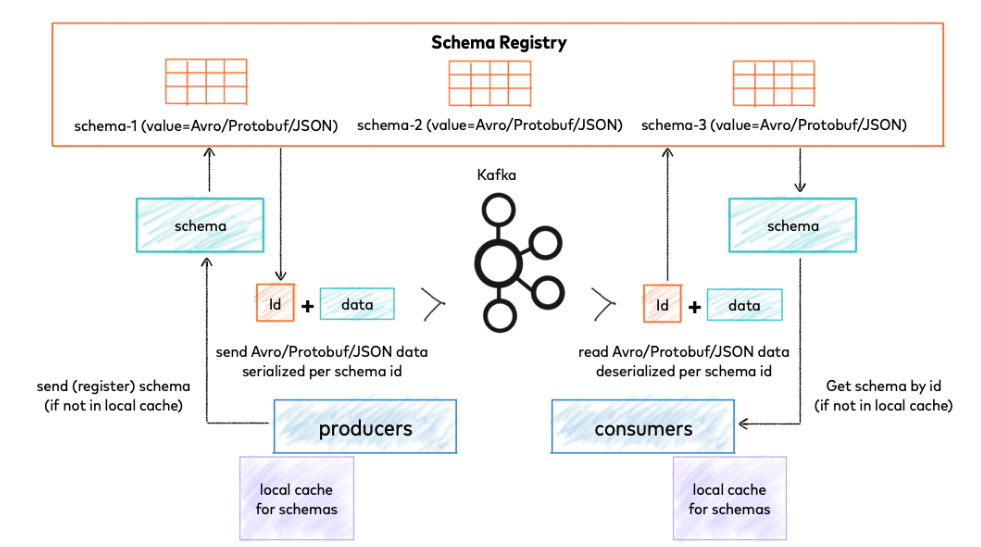 Schema Registry
schema-1 (value=Avro/Protobuf/JSON)
schema-2 (value=Avro/Protobuf/JSON)
schema-3 (value=Avro/Protobuf/JSON)
Kafka
schema
schema
Id + data
Id + data
send Avro/Protobuf/JSON data
serialized per schema id
read Avro/Protobuf/JSON data
deserialized per schema id
send (register) schema
(if not in local cache)
Get schema by id
(if not in local cache)
producers
consumers
local cache
for schemas
local cache
for schemas